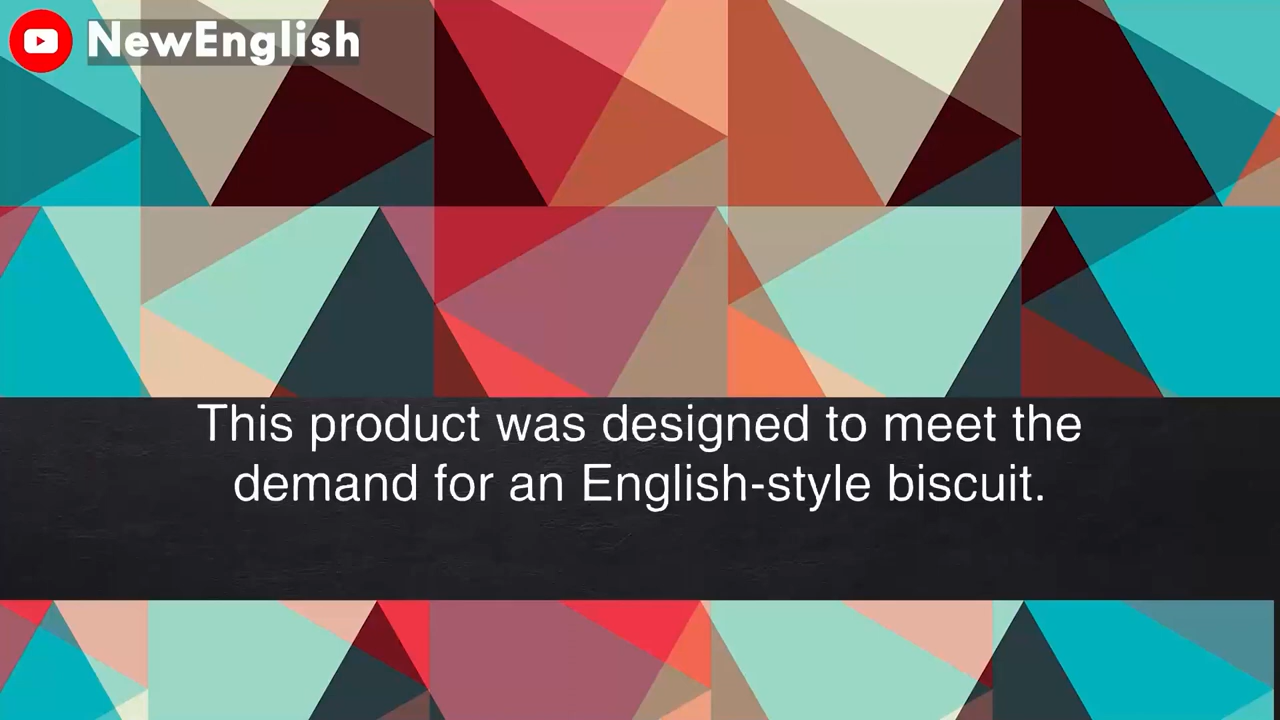 NewEnglish
This product was designed to meet the
demand for an English-style biscuit.